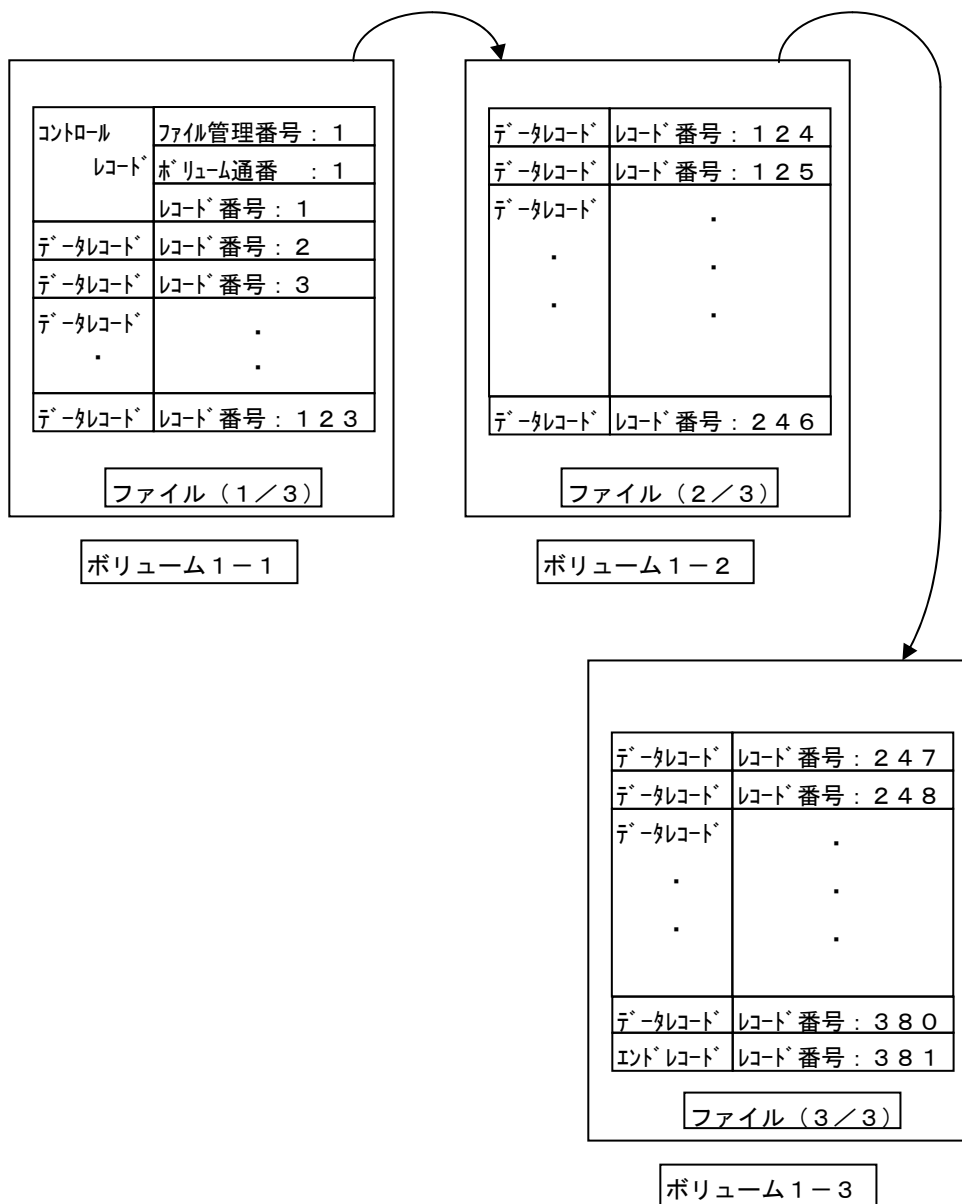 コントロール ファイル管理番号：1
レコード ボリューム通番 ：1
レコード番号：1
データレコード レコード番号：2
データレコード レコード番号：3
データレコード ・
・ ・
データレコード レコード番号：１２３
ファイル（１／３）
ボリューム１－１
データレコード レコード番号：１２４
データレコード レコード番号：１２５
データレコード ・
・ ・
・ ・
データレコード レコード番号：２４６
ファイル（２／３）
ボリューム１－２
データレコード レコード番号：２４７
データレコード レコード番号：２４８
データレコード ・
・ ・
・ ・
データレコード レコード番号：３８０
エンドレコード レコード番号：３８１
ファイル（３／３）
ボリューム１－３